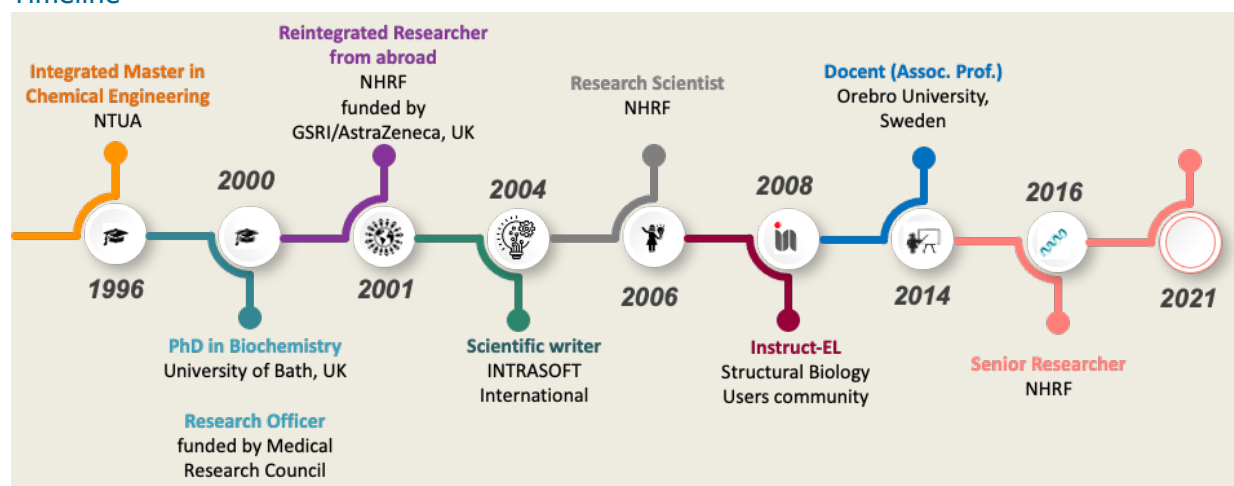 Timeline
Integrated Master in
Chemical Engineering
NTUA
1996
2000
PhD in Biochemistry
University of Bath, UK
Research Officer
funded by Medical
Research Council
Reintegrated Researcher
from abroad
NHRF
funded by
GSRI/AstraZeneca, UK
2001
2004
Scientific writer
INTRASOFT
International
Research Scientist
NHRF
2006
2008
in
Instruct-EL
Structural Biology
Users community
Docent (Assoc. Prof.)
Orebro University,
Sweden
2014
2016
Senior Researcher
NHRF
2021